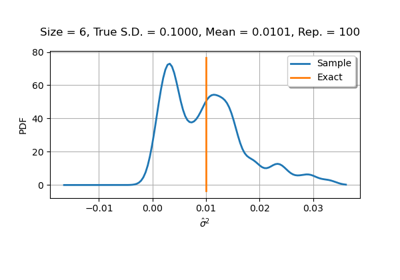 Size = 6, True S.D. = 0.1000, Mean = 0.0101, Rep. = 100
80
60
40
20
0
PDF
Sample
Exact
−0.01 0.00 0.01 0.02 0.03
σ̂²